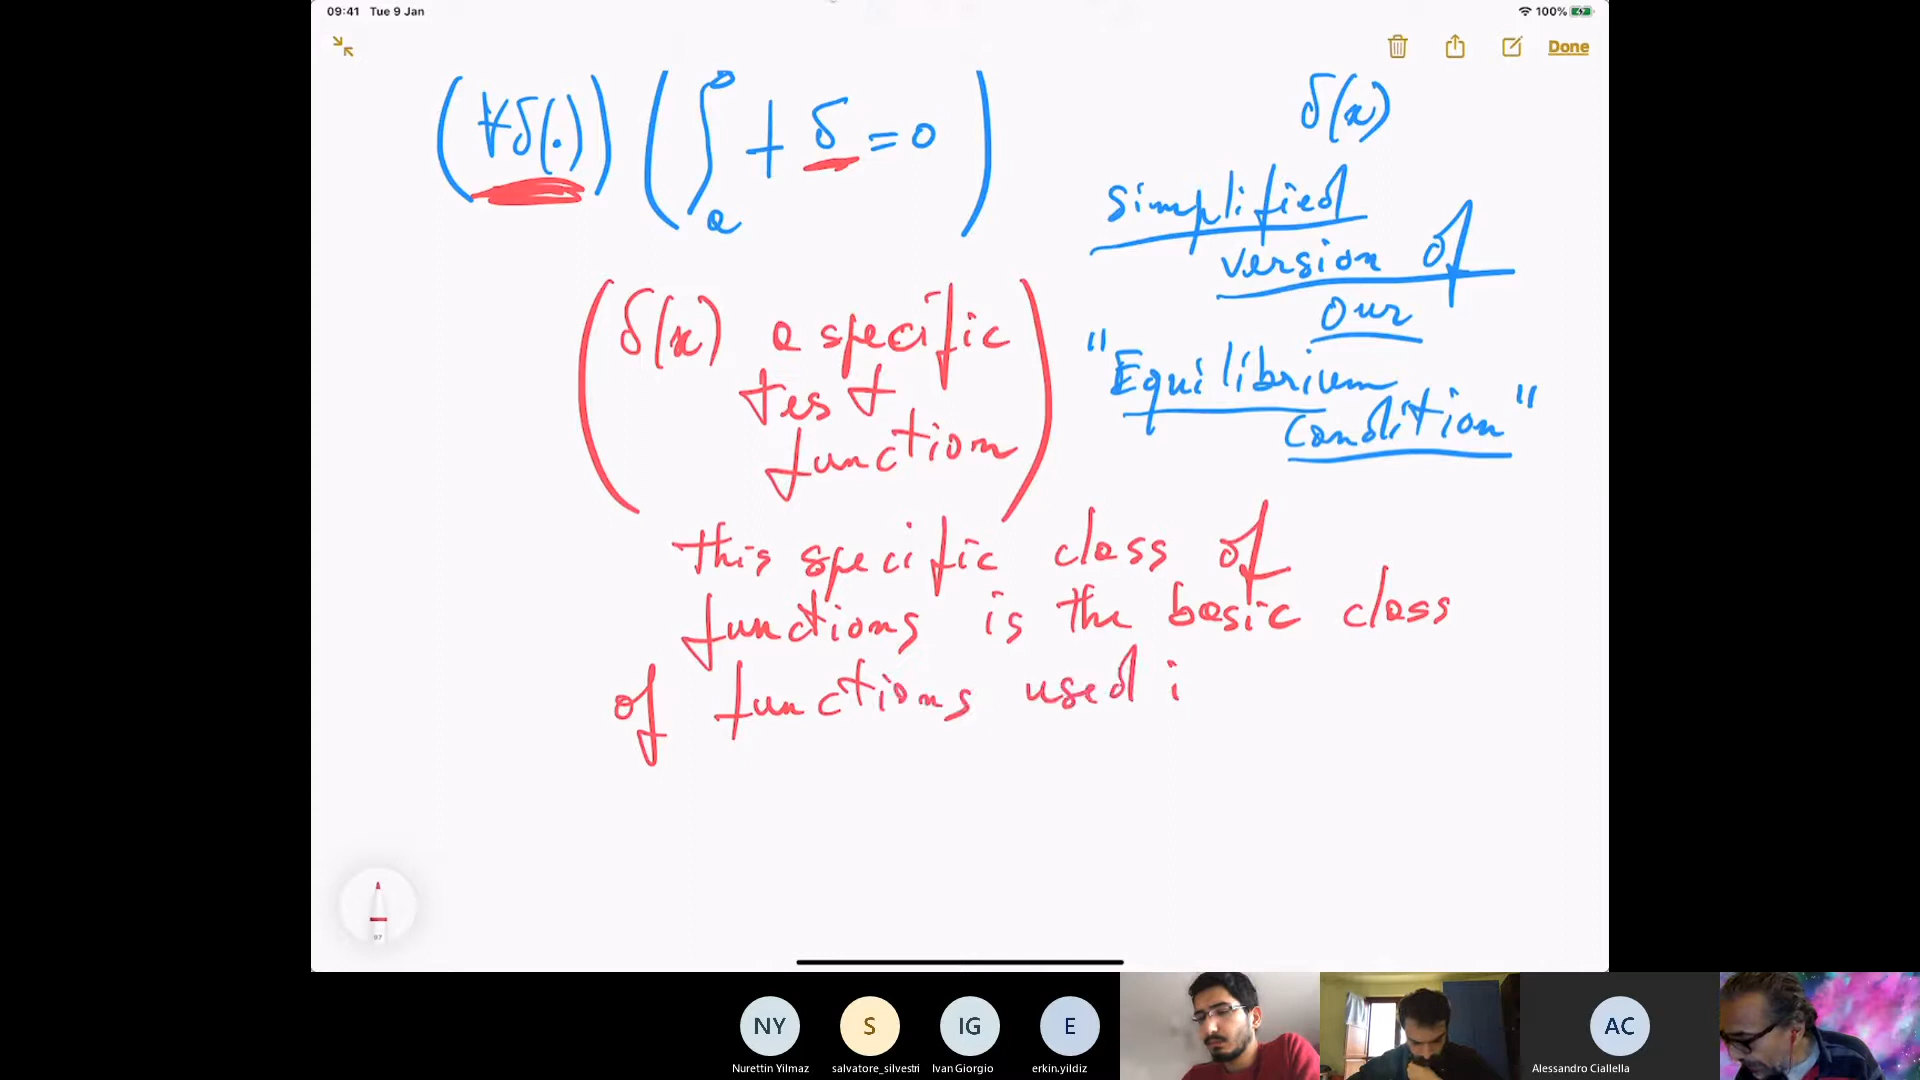 09:41 Tue 9 Jan
100%
Done
(∀δ(.)) (∫ₐᵇ f δ = 0)
δ(x)
simplified
version of
our
"Equilibrium
Condition"
(δ(x) a specific
test
function)
this specific class of
functions is the basic class
of functions used i
97
NY
S
IG
E
AC
Nurettin Yilmaz
salvatore_silvestri
Ivan Giorgio
erkin.yildiz
Alessandro Ciallella